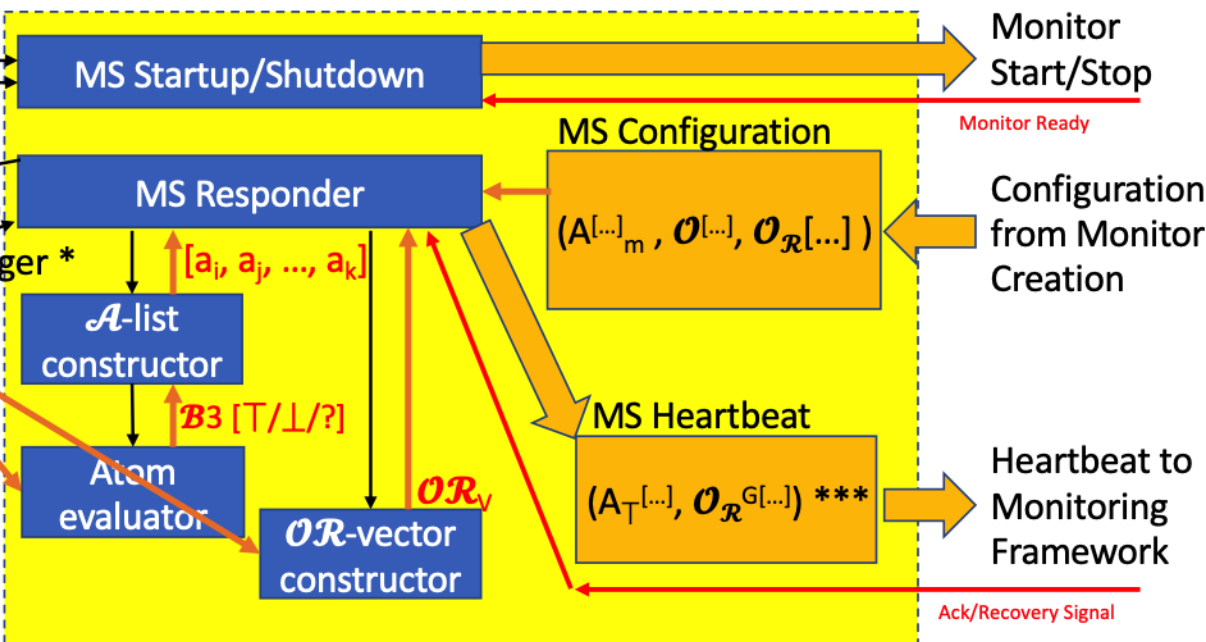 MS Startup/Shutdown
Monitor
Start/Stop
Monitor Ready
MS Configuration
MS Responder
(A[...]m , 𝓞[...], 𝓞𝓡[...] )
Configuration
from Monitor
Creation
ger *
[ai, aj, ..., ak]
𝓐-list
constructor
𝓑3 [⊤/⊥/?]
Atom
evaluator
𝓞𝓡V
𝓞𝓡-vector
constructor
MS Heartbeat
(A⊤[...], 𝓞𝓡G[...]) ***
Heartbeat to
Monitoring
Framework
Ack/Recovery Signal